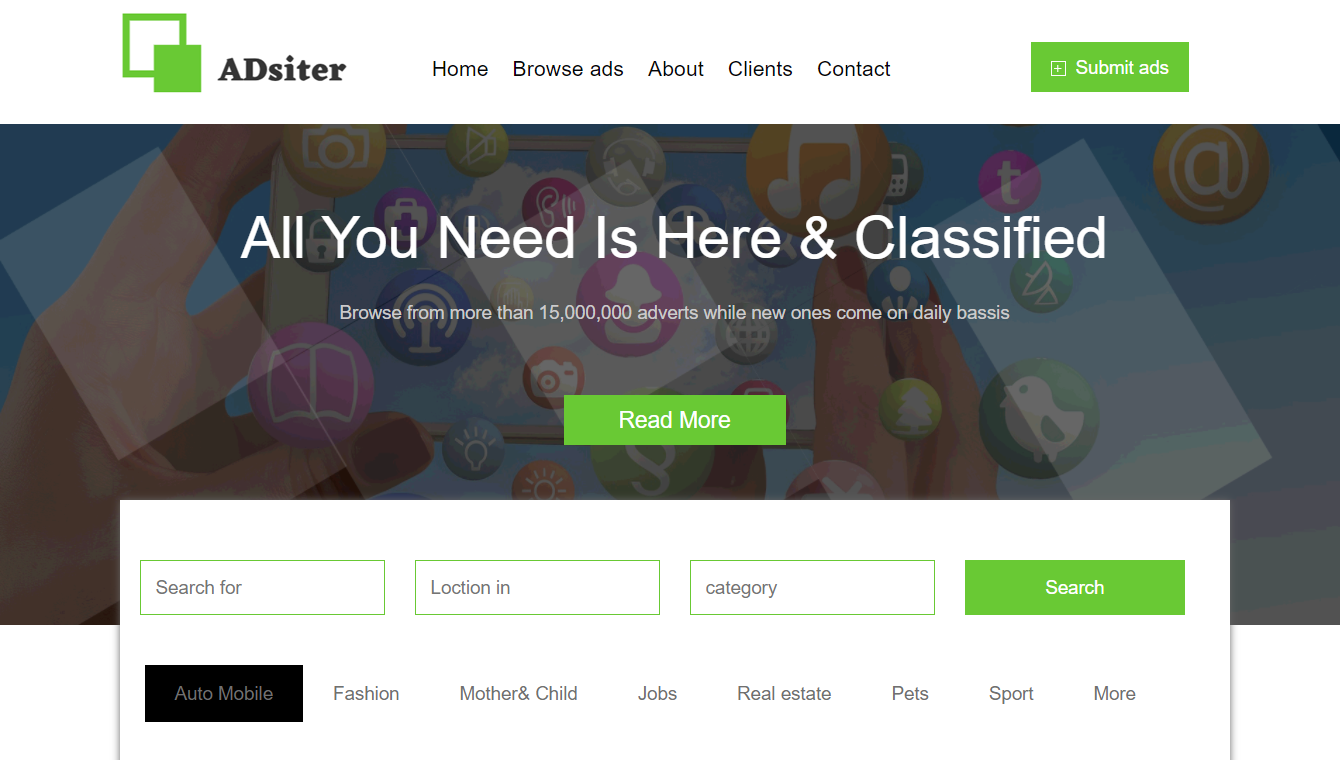 ADsiter
Home Browse ads About Clients Contact
Submit ads
All You Need Is Here & Classified
Browse from more than 15,000,000 adverts while new ones come on daily bassis
Read More
Search for
Loction in
category
Search
Auto Mobile Fashion Mother& Child Jobs Real estate Pets Sport More